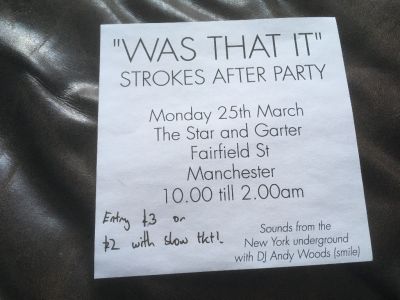 "WAS THAT IT"
STROKES AFTER PARTY
Monday 25th March
The Star and Garter
Fairfield St
Manchester
10.00 till 2.00am
Entry £3 or
£2 with show tkt!
Sounds from the
New York underground
with DJ Andy Woods (smile)